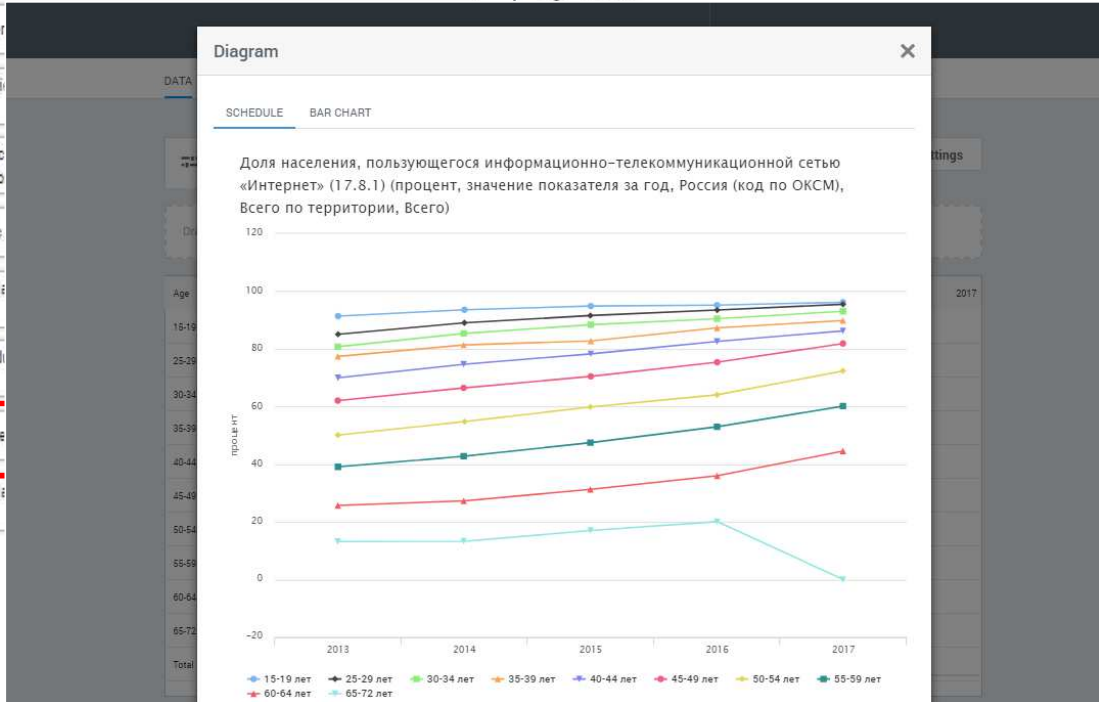 Diagram
DATA
SCHEDULE BAR CHART
Доля населения, пользующегося информационно-телекоммуникационной сетью
«Интернет» (17.8.1) (процент, значение показателя за год, Россия (код по ОКСМ),
Всего по территории, Всего)
ttings
Dr
120
100
80
60
40
20
0
-20
процент
Age
2017
15-19
25-29
30-34
35-39
40-44
45-49
50-54
55-59
60-64
65-72
Total
2013 2014 2015 2016 2017
15-19 лет 25-29 лет 30-34 лет 35-39 лет 40-44 лет 45-49 лет 50-54 лет 55-59 лет
60-64 лет 65-72 лет